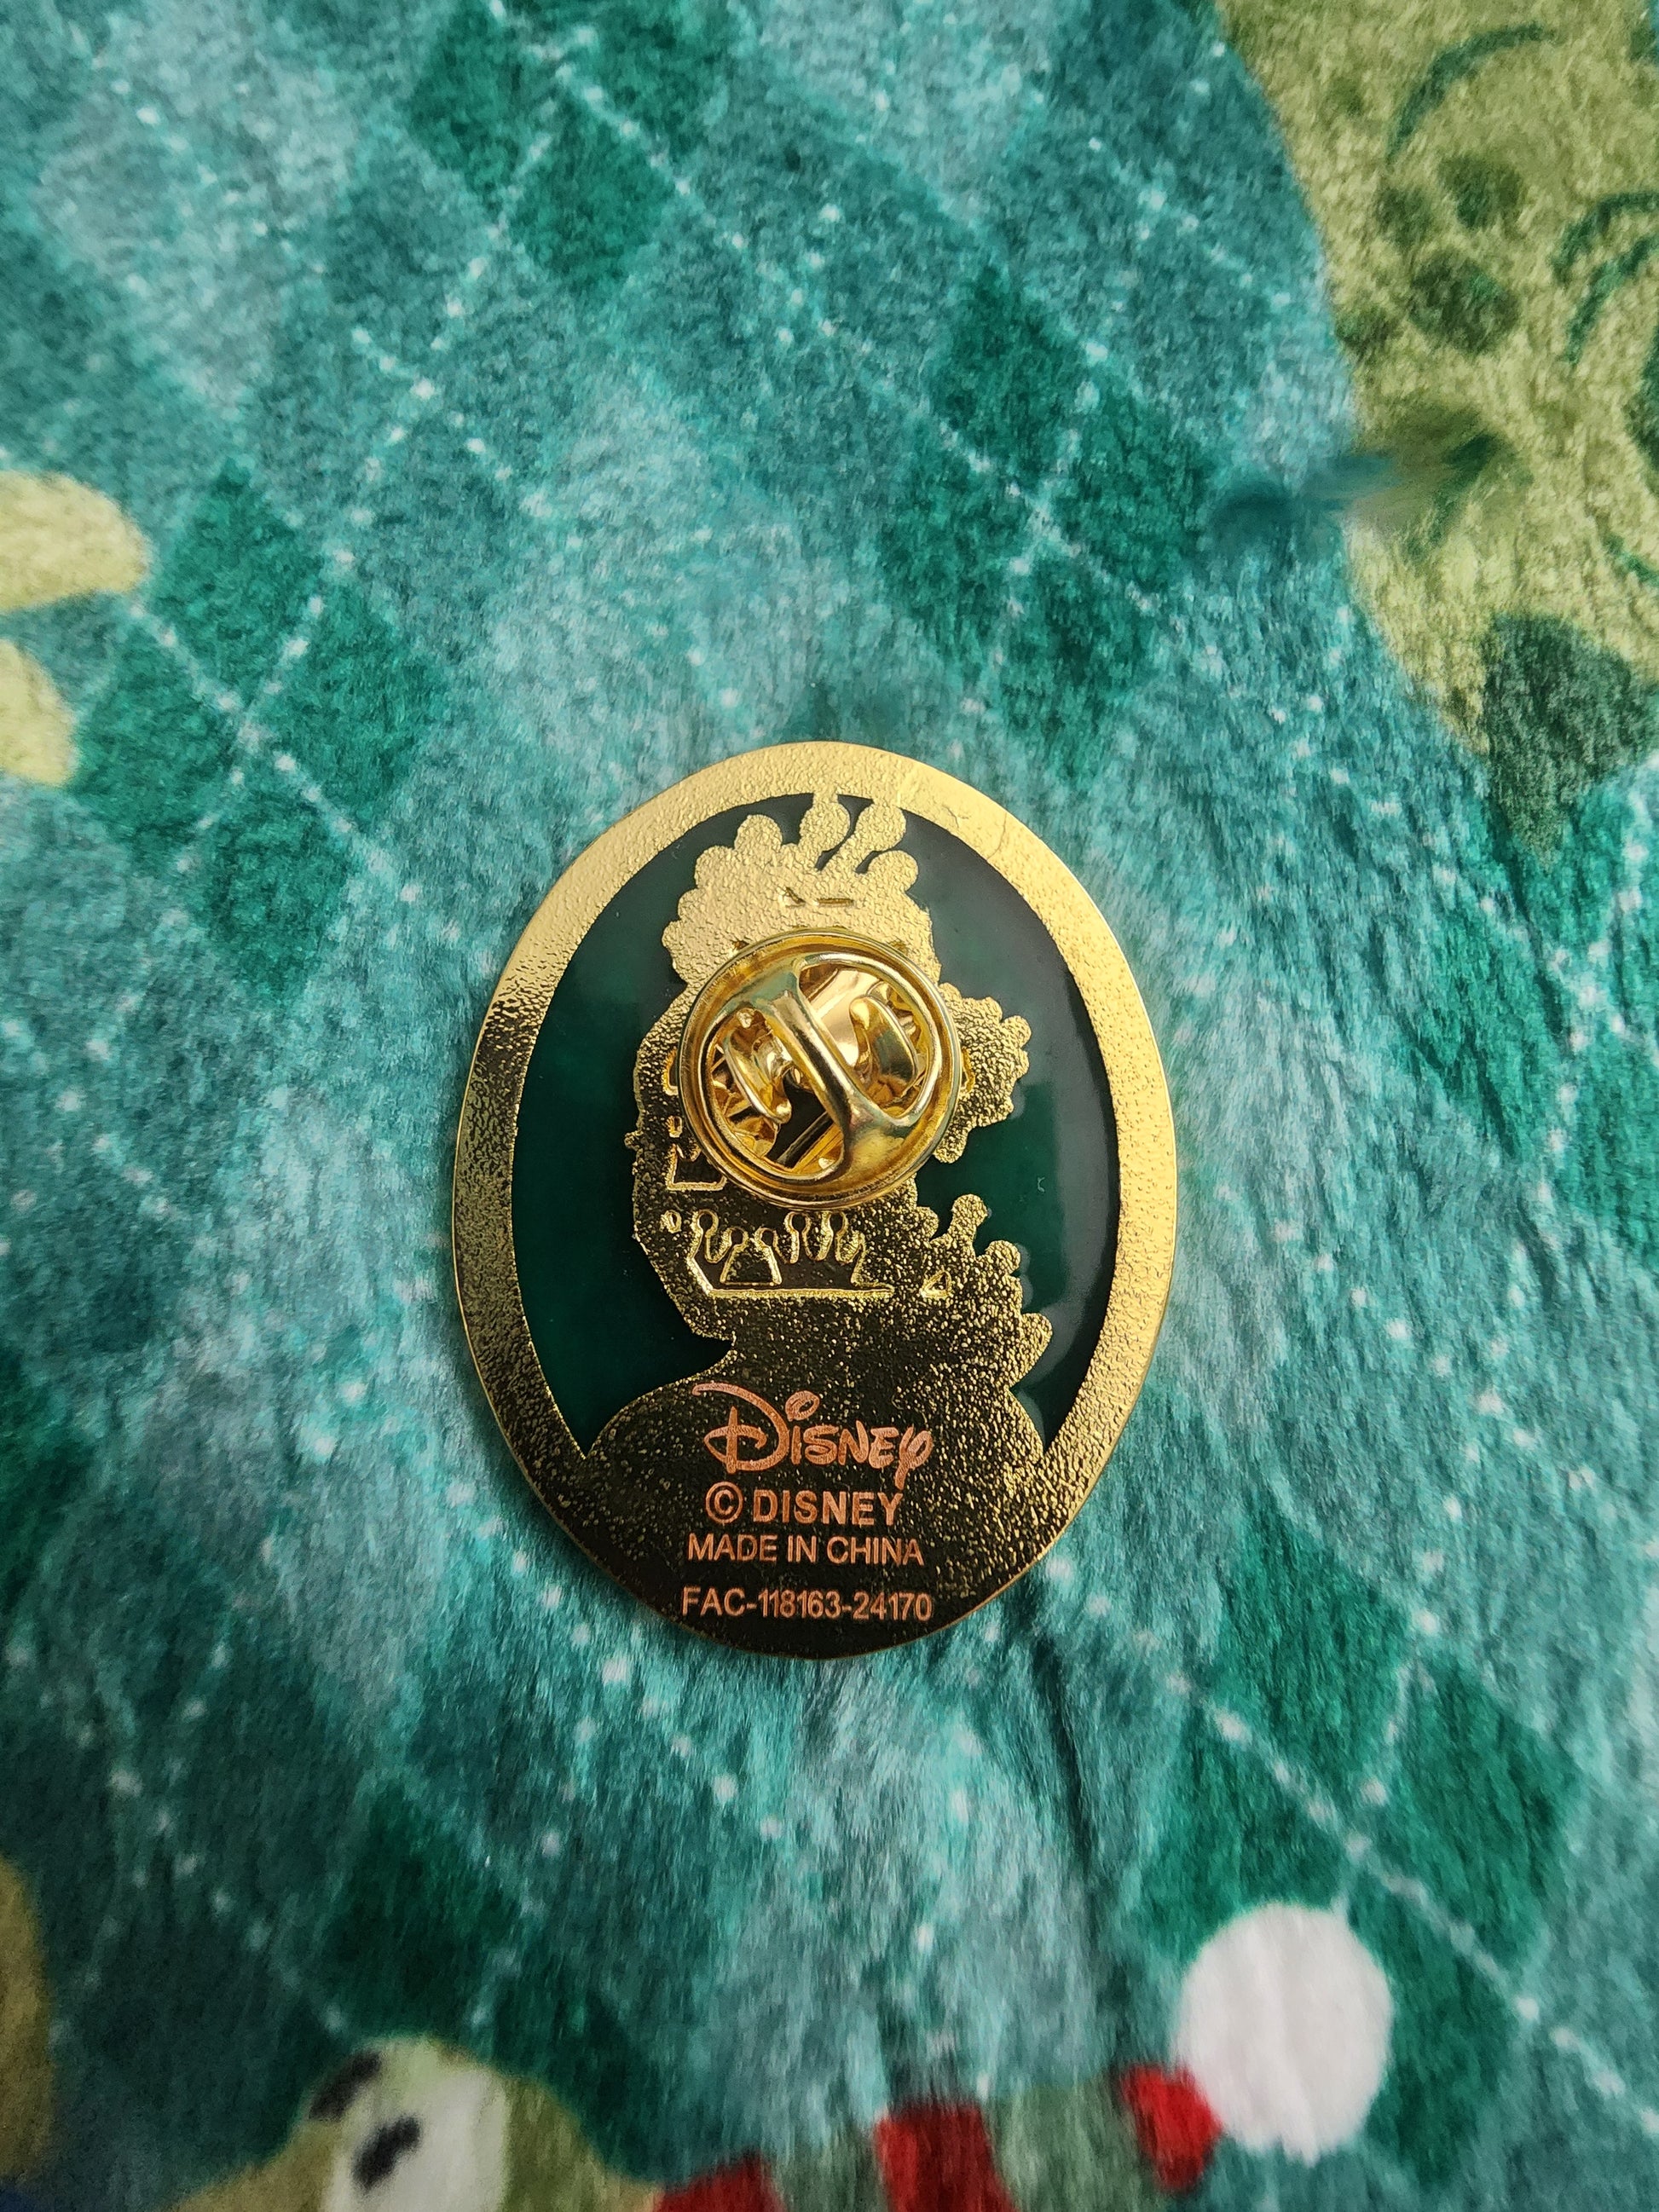 Disney
© DISNEY
MADE IN CHINA
FAC-118163-24170